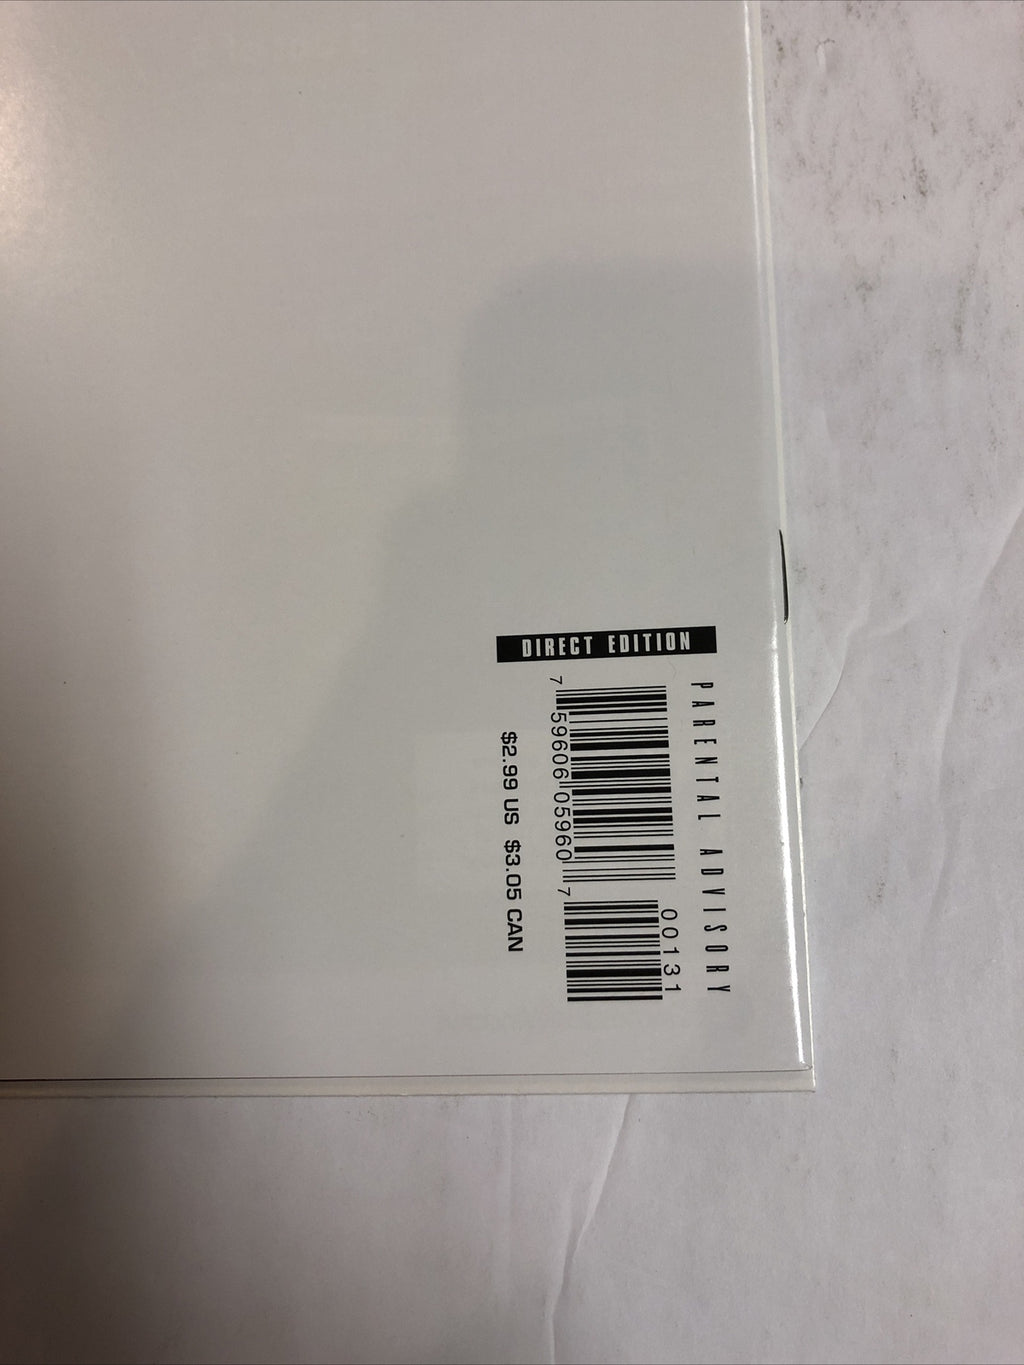 DIRECT EDITION
PARENTAL ADVISORY
00131
7 59606 05960 7
$2.99 US $3.05 CAN